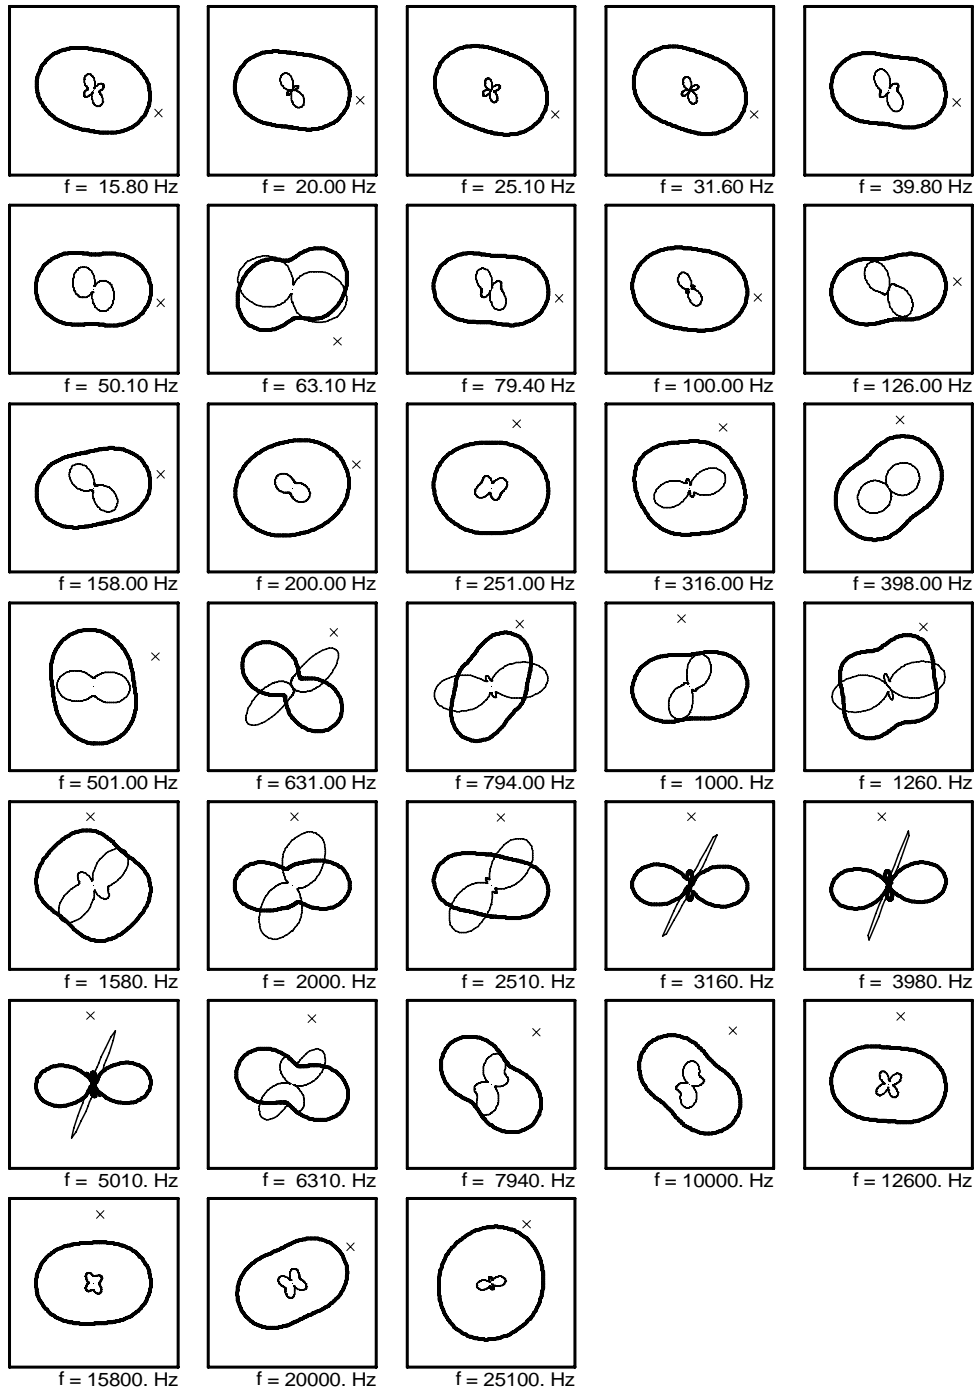 f = 15.80 Hz f = 20.00 Hz f = 25.10 Hz f = 31.60 Hz f = 39.80 Hz
f = 50.10 Hz f = 63.10 Hz f = 79.40 Hz f = 100.00 Hz f = 126.00 Hz
f = 158.00 Hz f = 200.00 Hz f = 251.00 Hz f = 316.00 Hz f = 398.00 Hz
f = 501.00 Hz f = 631.00 Hz f = 794.00 Hz f = 1000. Hz f = 1260. Hz
f = 1580. Hz f = 2000. Hz f = 2510. Hz f = 3160. Hz f = 3980. Hz
f = 5010. Hz f = 6310. Hz f = 7940. Hz f = 10000. Hz f = 12600. Hz
f = 15800. Hz f = 20000. Hz f = 25100. Hz